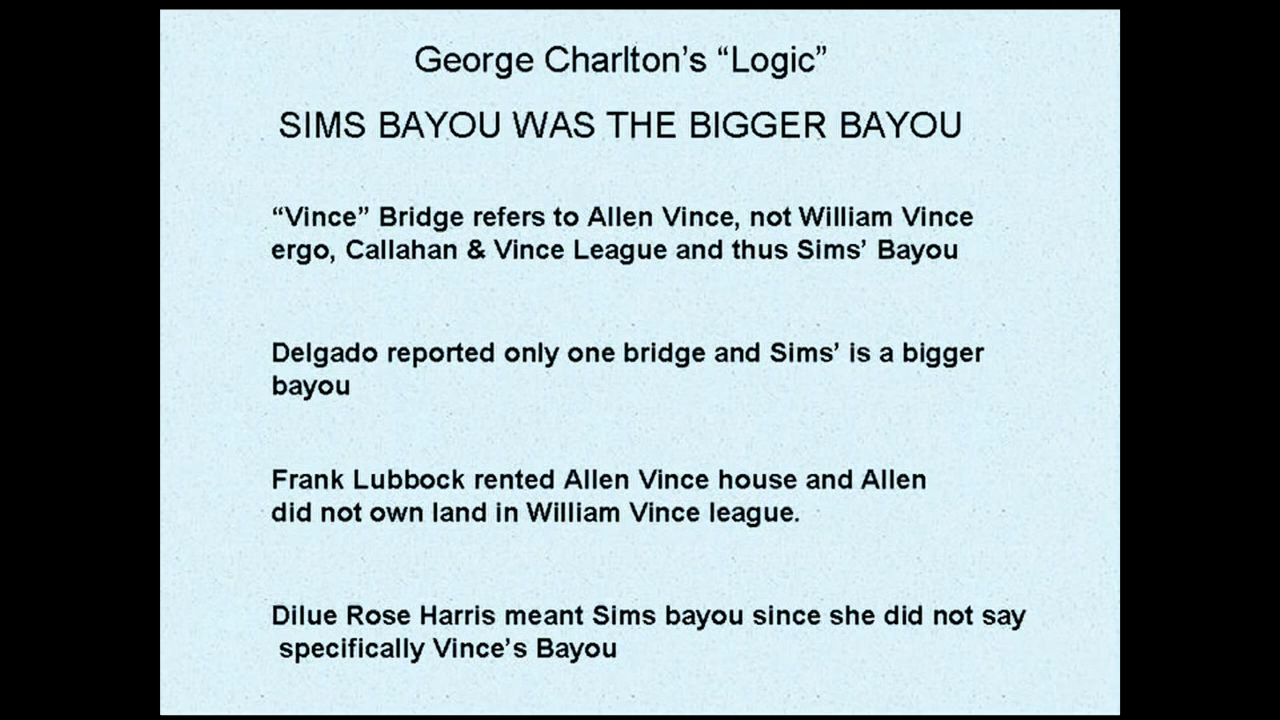 George Charlton’s “Logic”
SIMS BAYOU WAS THE BIGGER BAYOU
“Vince” Bridge refers to Allen Vince, not William Vince
ergo, Callahan & Vince League and thus Sims’ Bayou
Delgado reported only one bridge and Sims’ is a bigger
bayou
Frank Lubbock rented Allen Vince house and Allen
did not own land in William Vince league.
Dilue Rose Harris meant Sims bayou since she did not say
specifically Vince’s Bayou